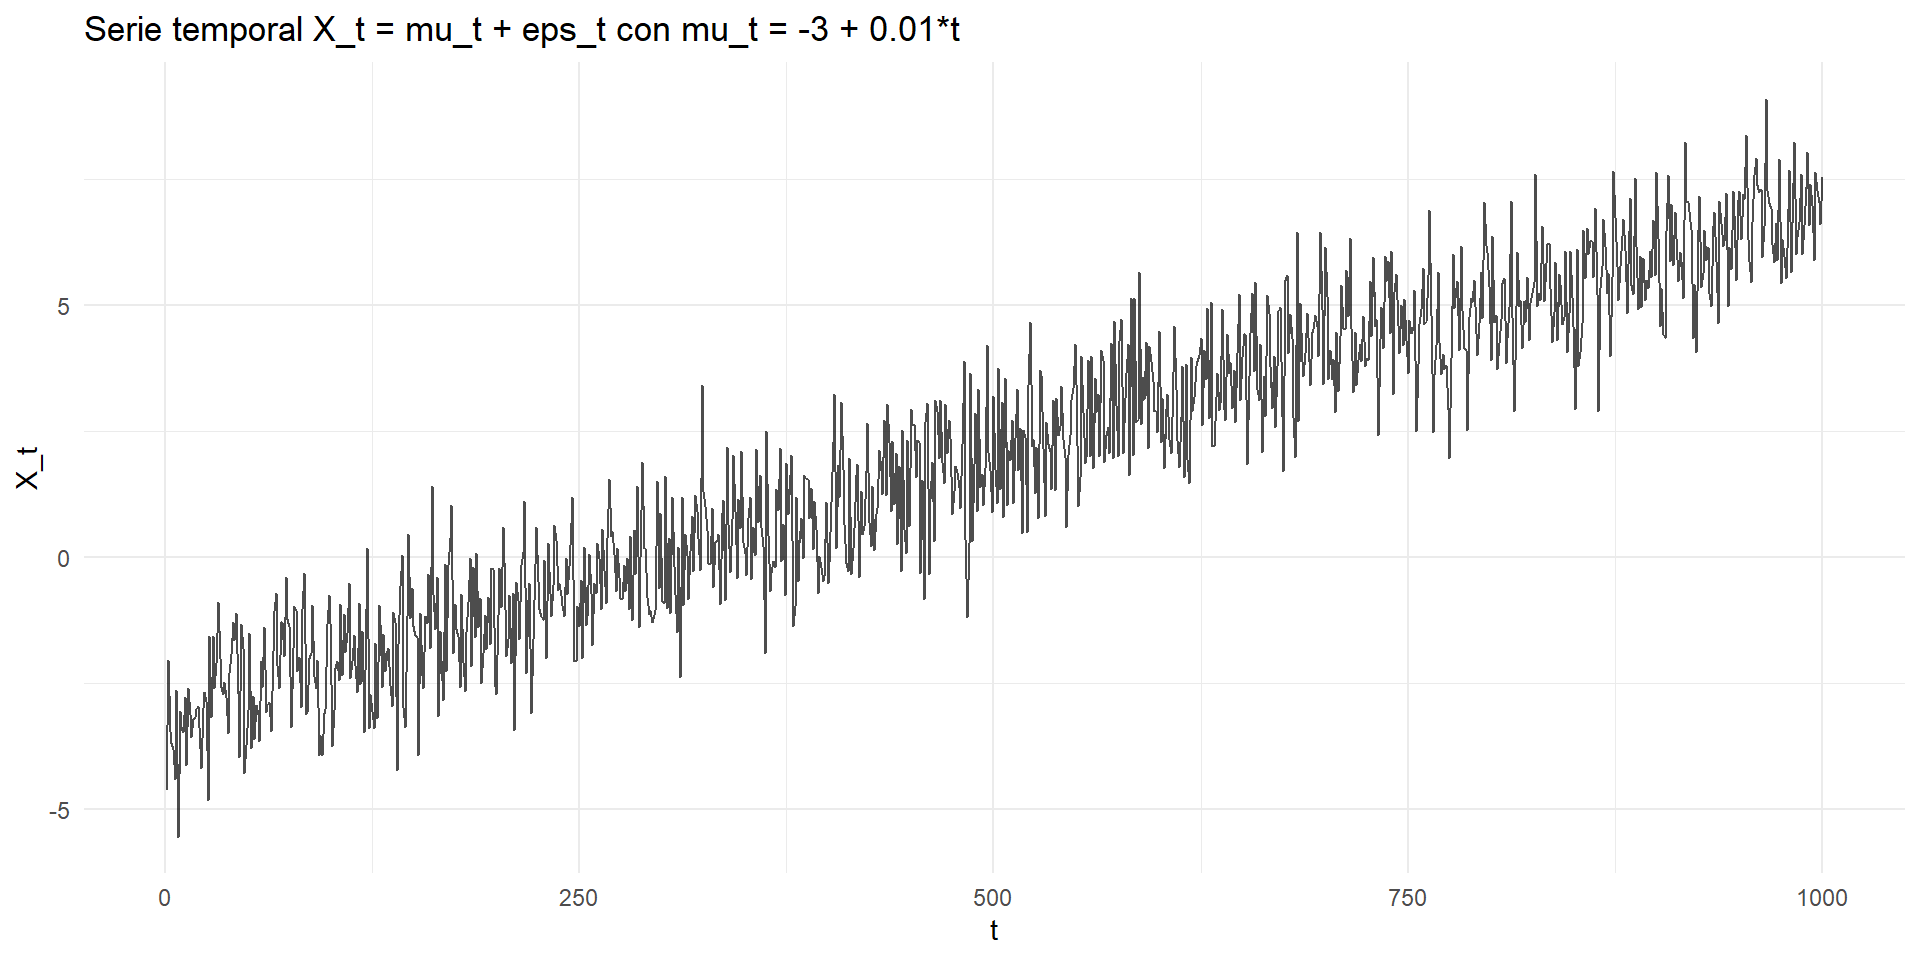 Serie temporal X_t = mu_t + eps_t con mu_t = -3 + 0.01*t
X_t
5
0
-5
0 250 500 750 1000
t